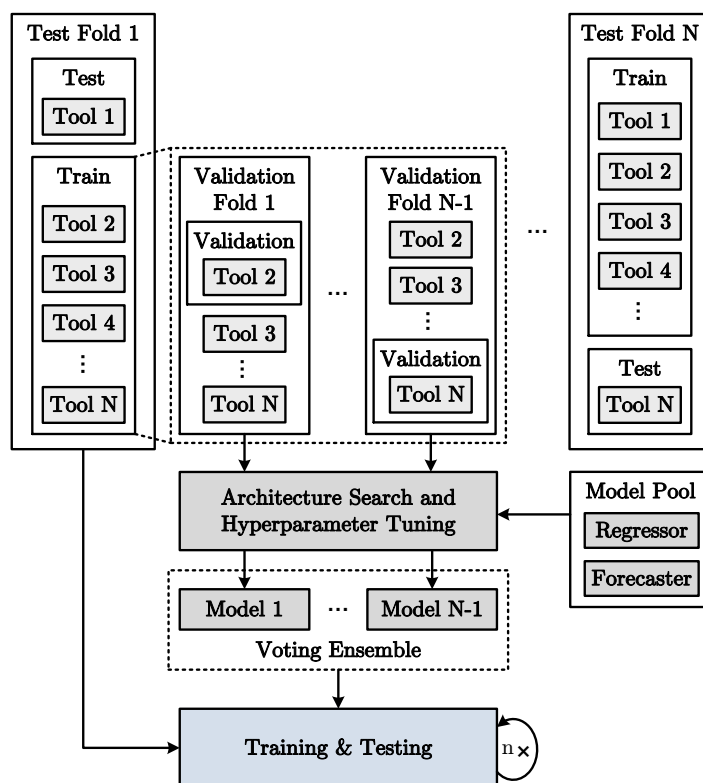 Test Fold 1
Test
Tool 1
Train
Tool 2
Tool 3
Tool 4
⋮
Tool N
Validation
Fold 1
Validation
Tool 2
Tool 3
⋮
Tool N
...
Validation
Fold N-1
Tool 2
Tool 3
⋮
Validation
Tool N
...
Test Fold N
Train
Tool 1
Tool 2
Tool 3
Tool 4
⋮
Test
Tool N
Architecture Search and
Hyperparameter Tuning
Model Pool
Regressor
Forecaster
Model 1
...
Model N-1
Voting Ensemble
Training & Testing
n ×